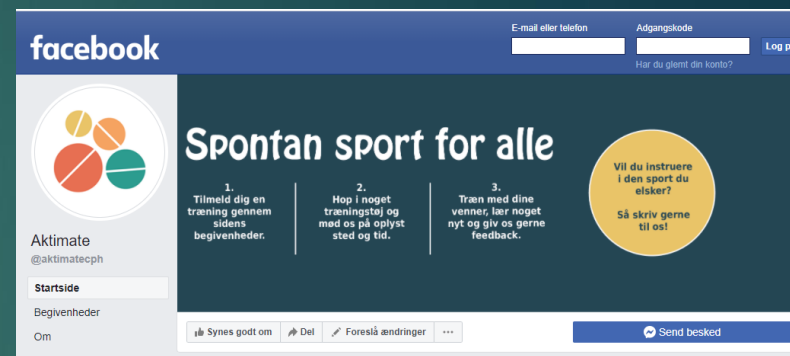 facebook
E-mail eller telefon
Adgangskode
Log p
Har du glemt din konto?
Aktimate
@aktimatecph
Startside
Begivenheder
Om
Spontan sport for alle
1.
Tilmeld dig en
træning gennem
sidens
begivenheder.
2.
Hop i noget
træningstøj og
mød os på oplyst
sted og tid.
3.
Træn med dine
venner, lær noget
nyt og giv os gerne
feedback.
Vil du instruere
i den sport du
elsker?
Så skriv gerne
til os!
Synes godt om
Del
Foreslå ændringer
Send besked